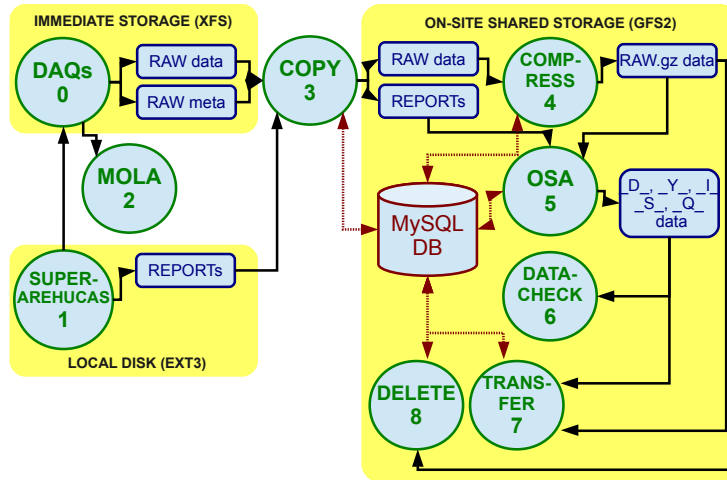 IMMEDIATE STORAGE (XFS)
DAQs
0
RAW data
RAW meta
MOLA
2
COPY
3
SUPER-
AREHUCAS
1
REPORTs
LOCAL DISK (EXT3)
ON-SITE SHARED STORAGE (GFS2)
RAW data
REPORTs
COMP-
RESS
4
RAW.gz data
OSA
5
_D_, _Y_, _I_
_S_, _Q_
data
MySQL
DB
DATA-
CHECK
6
DELETE
8
TRANS-
FER
7